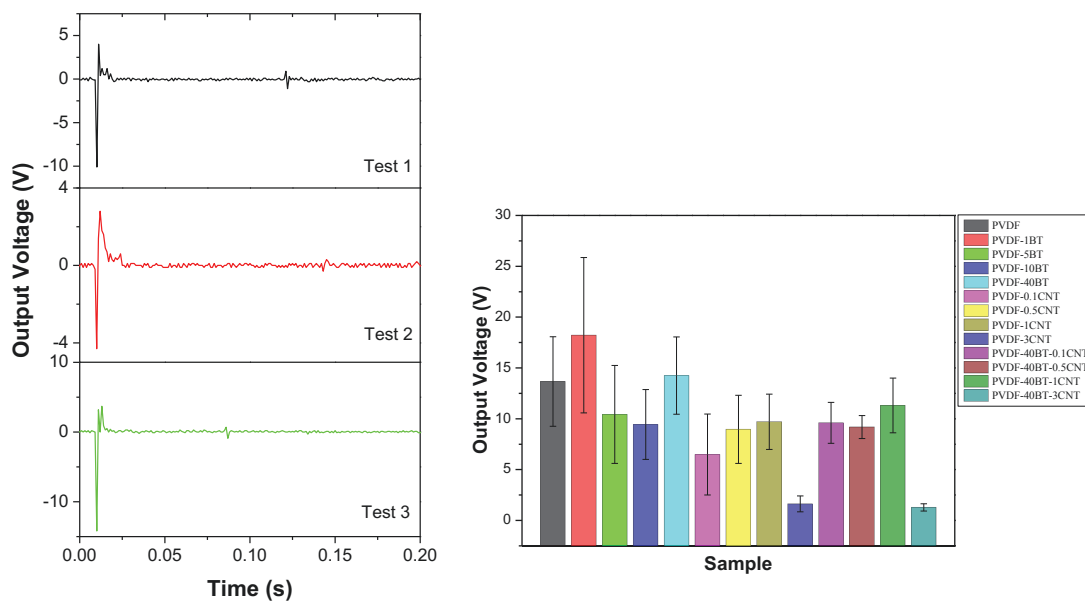 Output Voltage (V)
5
0
-5
-10
Test 1
4
0
-4
Test 2
10
0
-10
Test 3
0.00 0.05 0.10 0.15 0.20
Time (s)
Output Voltage (V)
30
25
20
15
10
5
0
Sample
PVDF
PVDF-1BT
PVDF-5BT
PVDF-10BT
PVDF-40BT
PVDF-0.1CNT
PVDF-0.5CNT
PVDF-1CNT
PVDF-3CNT
PVDF-40BT-0.1CNT
PVDF-40BT-0.5CNT
PVDF-40BT-1CNT
PVDF-40BT-3CNT